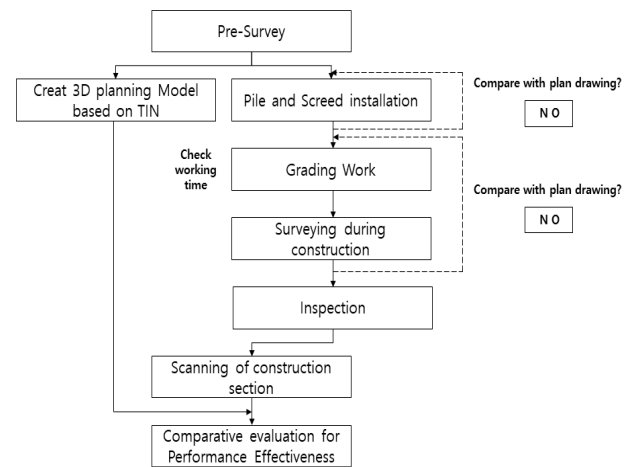 Pre-Survey
Creat 3D planning Model
based on TIN
Pile and Screed installation
Compare with plan drawing?
N O
Check
working
time
Grading Work
Compare with plan drawing?
N O
Surveying during
construction
Inspection
Scanning of construction
section
Comparative evaluation for
Performance Effectiveness